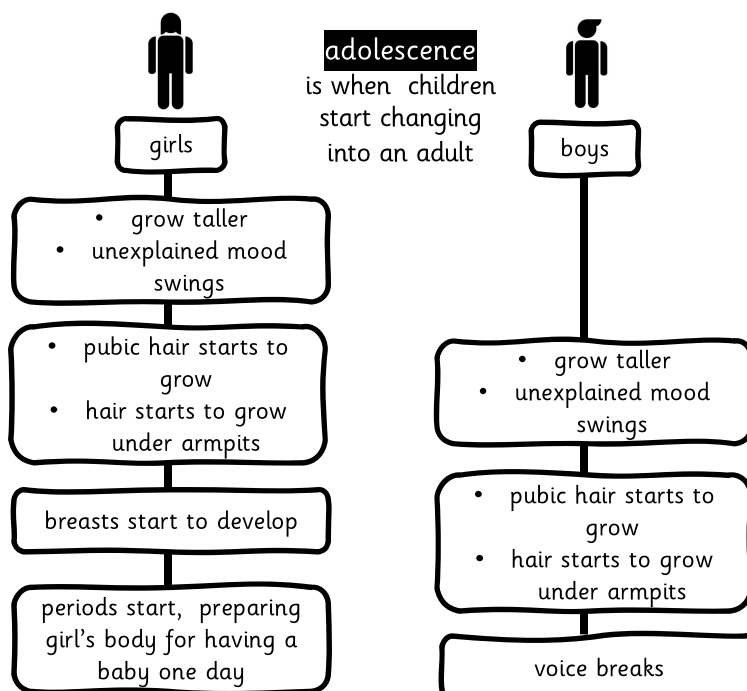 adolescence
is when children
start changing
into an adult
girls
• grow taller
• unexplained mood
swings
• pubic hair starts to
grow
• hair starts to grow
under armpits
breasts start to develop
periods start, preparing
girl's body for having a
baby one day
boys
• grow taller
• unexplained mood
swings
• pubic hair starts to
grow
• hair starts to grow
under armpits
voice breaks